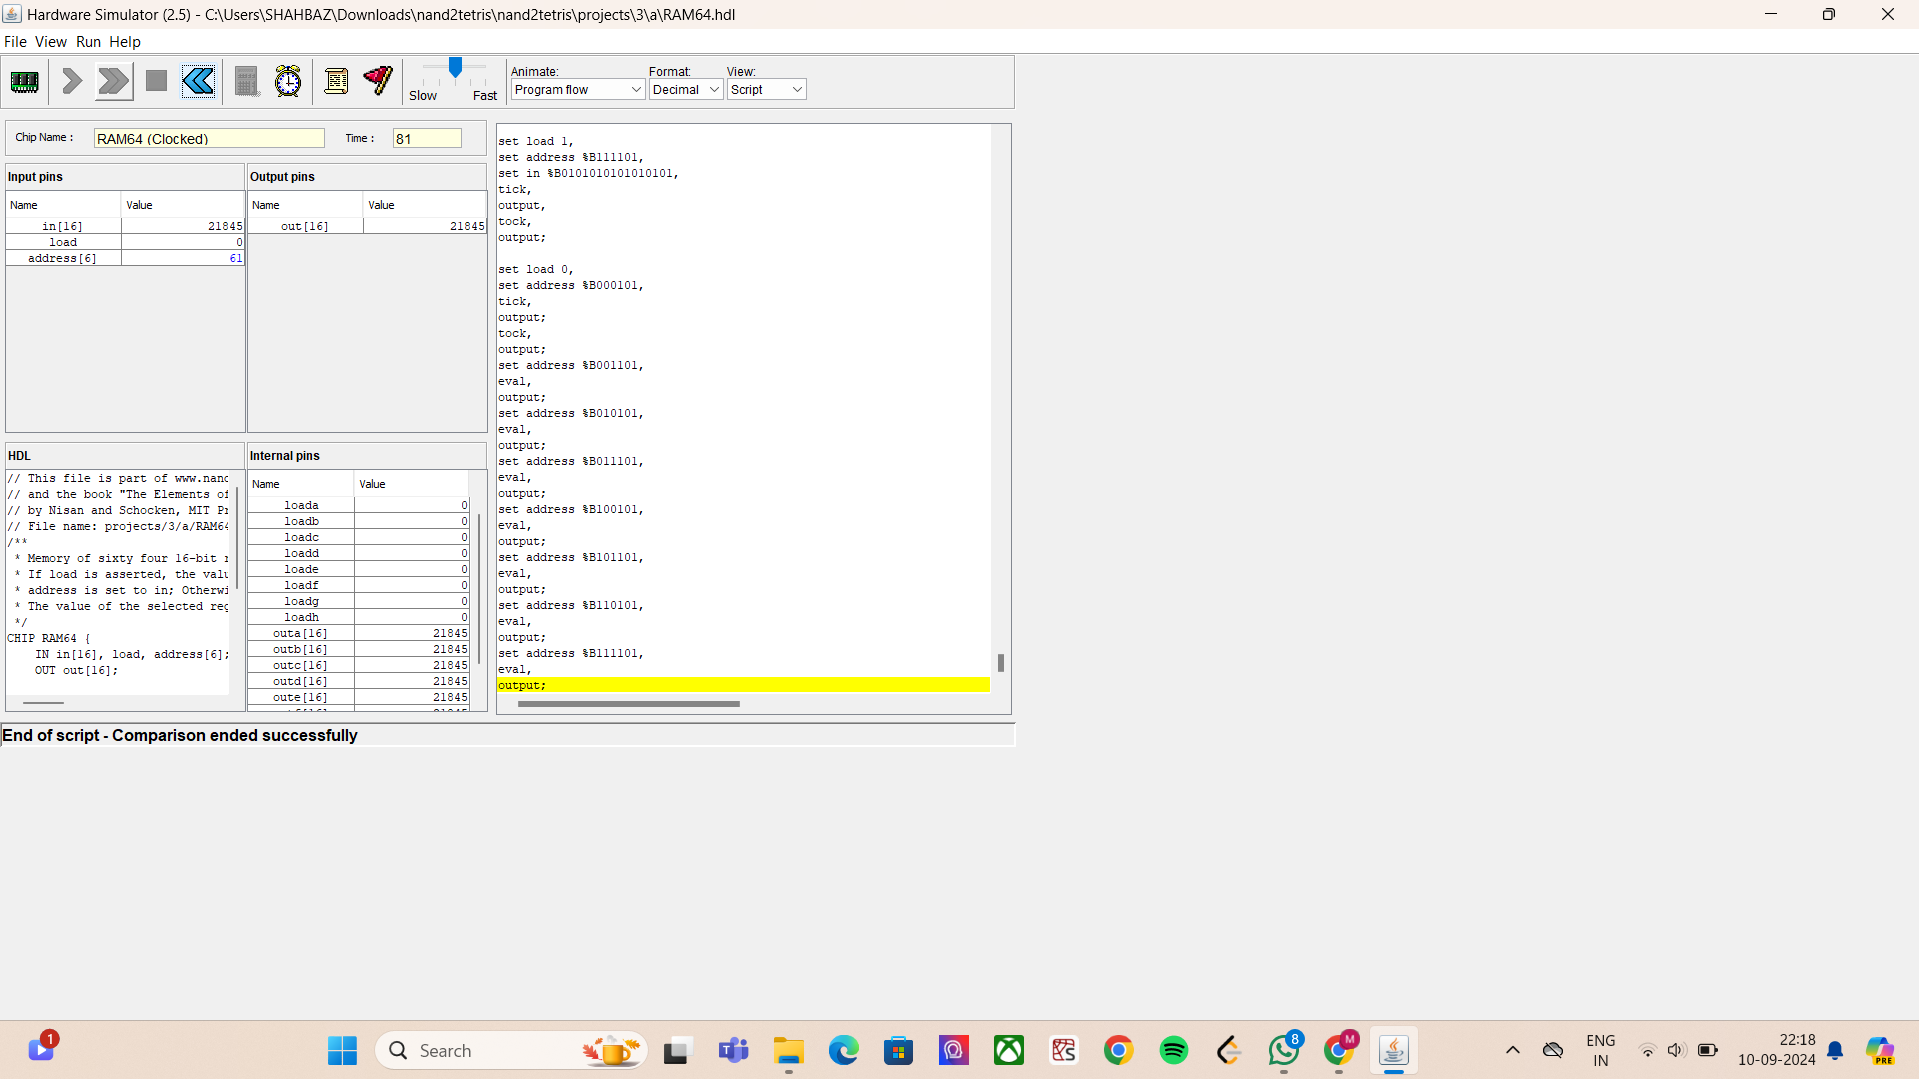 Hardware Simulator (2.5) - C:\Users\SHAHBAZ\Downloads\nand2tetris\nand2tetris\projects\3\a\RAM64.hdl
File View Run Help
Slow Fast
Animate:
Program flow
Format:
Decimal
View:
Script
Chip Name :
RAM64 (Clocked)
Time :
81
Input pins
Name Value
in[16] 21845
load 0
address[6] 61
Output pins
Name Value
out[16] 21845
HDL
// This file is part of www.nand
// and the book "The Elements of
// by Nisan and Schocken, MIT Pr
// File name: projects/3/a/RAM64
/**
* Memory of sixty four 16-bit r
* If load is asserted, the valu
* address is set to in; Otherwi
* The value of the selected reg
*/
CHIP RAM64 {
IN in[16], load, address[6];
OUT out[16];
Internal pins
Name Value
loada 0
loadb 0
loadc 0
loadd 0
loade 0
loadf 0
loadg 0
loadh 0
outa[16] 21845
outb[16] 21845
outc[16] 21845
outd[16] 21845
oute[16] 21845
set load 1,
set address %B111101,
set in %B0101010101010101,
tick,
output,
tock,
output;
set load 0,
set address %B000101,
tick,
output;
tock,
output;
set address %B001101,
eval,
output;
set address %B010101,
eval,
output;
set address %B011101,
eval,
output;
set address %B100101,
eval,
output;
set address %B101101,
eval,
output;
set address %B110101,
eval,
output;
set address %B111101,
eval,
output;
End of script - Comparison ended successfully
1
Search
8
M
ENG
IN
22:18
10-09-2024
PRE